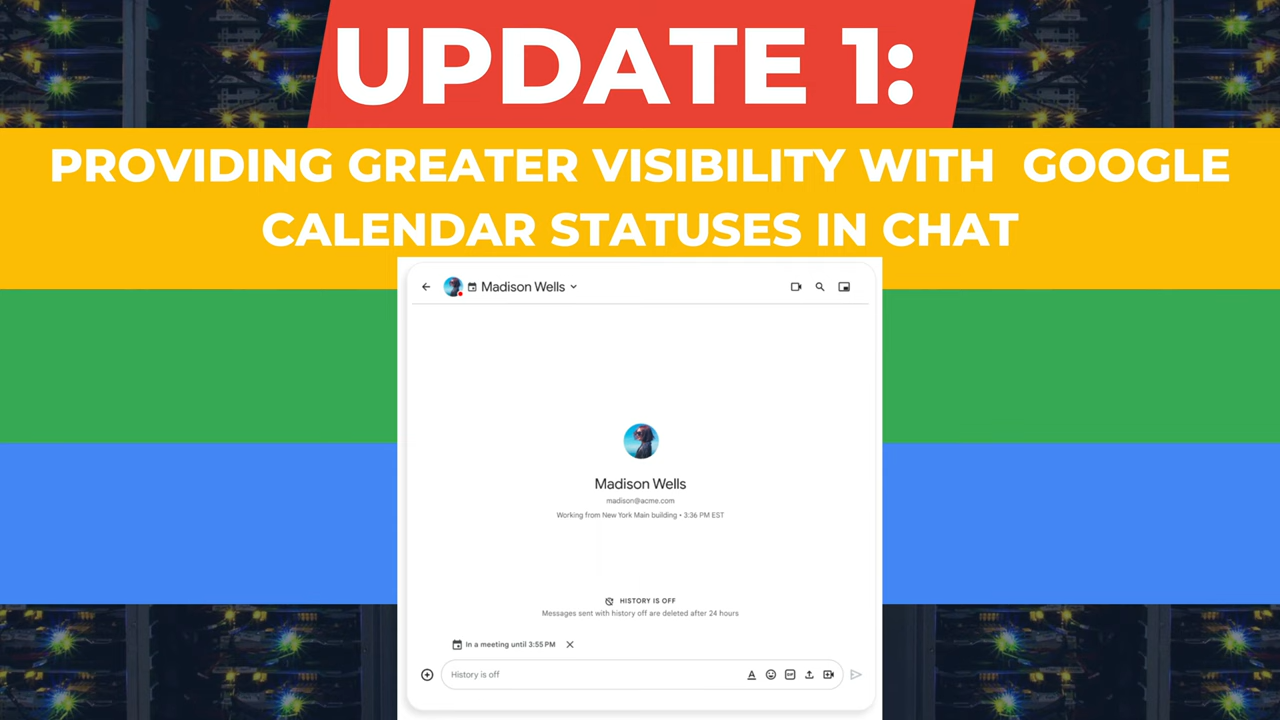 UPDATE 1:
PROVIDING GREATER VISIBILITY WITH GOOGLE
CALENDAR STATUSES IN CHAT
Madison Wells
Madison Wells
madison@acme.com
Working from New York Main building • 3:36 PM EST
HISTORY IS OFF
Messages sent with history off are deleted after 24 hours
In a meeting until 3:55 PM
History is off